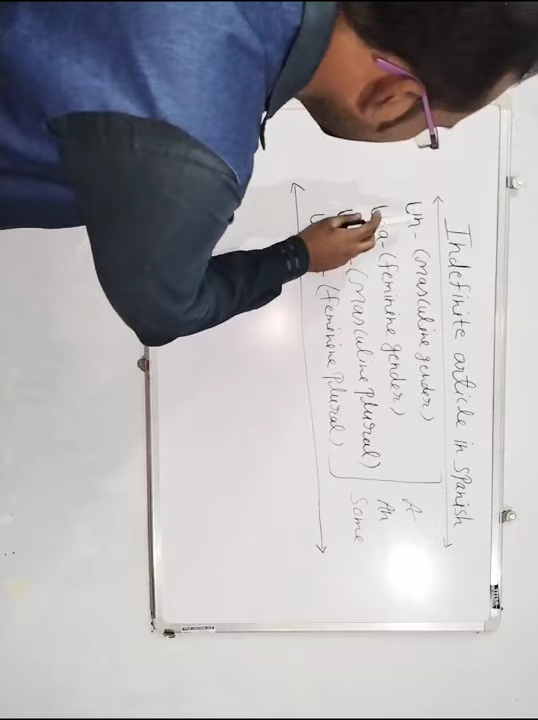 Indefinite article in spanish
Un- (masculine gender)
(feminine gender) A
(masculine plural) An
(feminine plural) Some